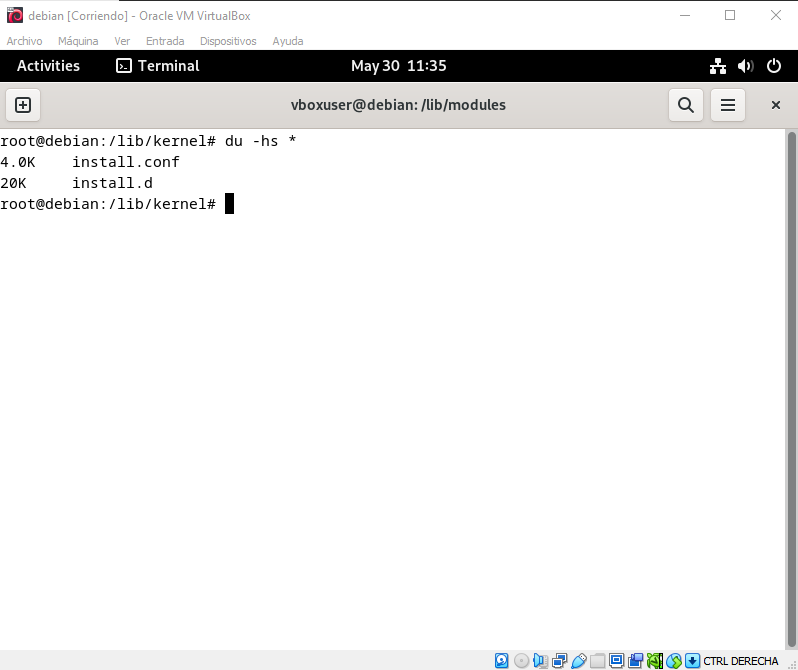 debian [Corriendo] - Oracle VM VirtualBox
Archivo Máquina Ver Entrada Dispositivos Ayuda
Activities Terminal May 30 11:35
vboxuser@debian: /lib/modules
root@debian:/lib/kernel# du -hs *
4.0K install.conf
20K install.d
root@debian:/lib/kernel#
CTRL DERECHA